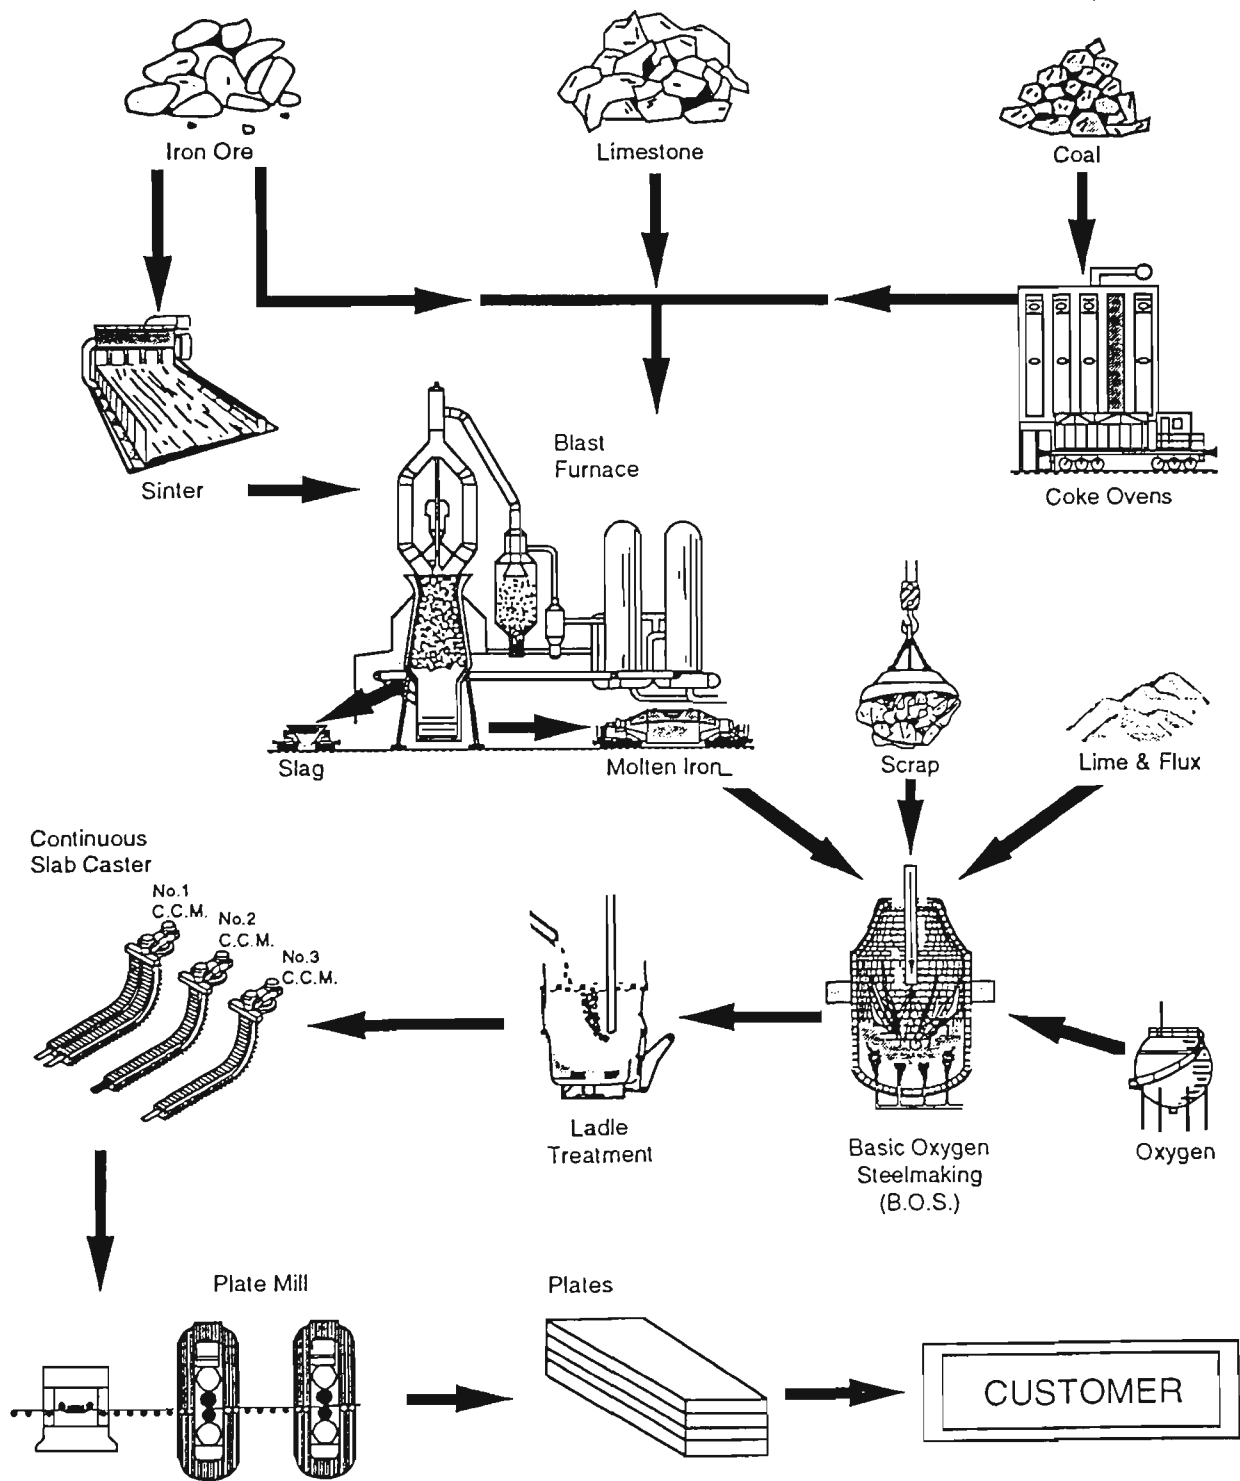 Iron Ore
Limestone
Coal
Blast
Furnace
Sinter
Coke Ovens
Slag
Molten Iron
Scrap
Lime & Flux
Continuous
Slab Caster
No.1
C.C.M.
No.2
C.C.M.
No.3
C.C.M.
Ladle
Treatment
Basic Oxygen
Steelmaking
(B.O.S.)
Oxygen
Plate Mill
Plates
CUSTOMER